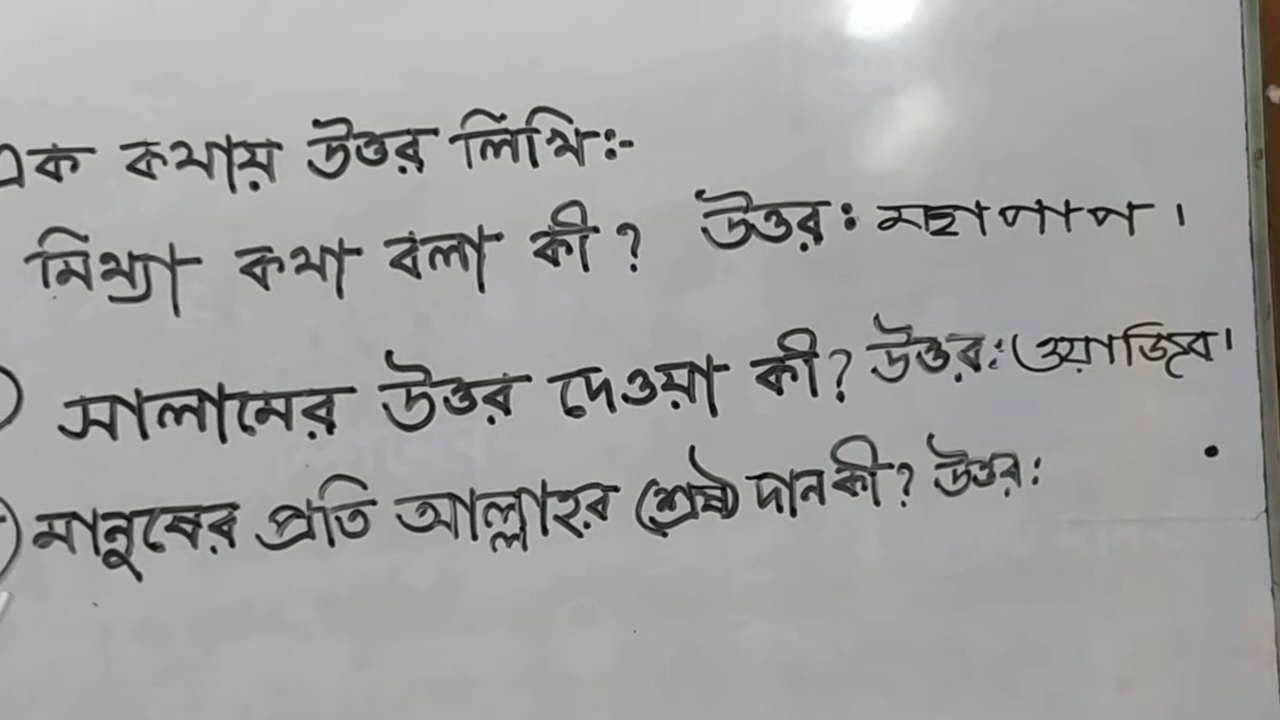 এক কথায় উত্তর লিখি:-
মিথ্যা কথা বলা কী? উত্তর: মহাপাপ।
সালামের উত্তর দেওয়া কী? উত্তর: ওয়াজিব।
মানুষের প্রতি আল্লাহর শ্রেষ্ঠ দান কী? উত্তর: